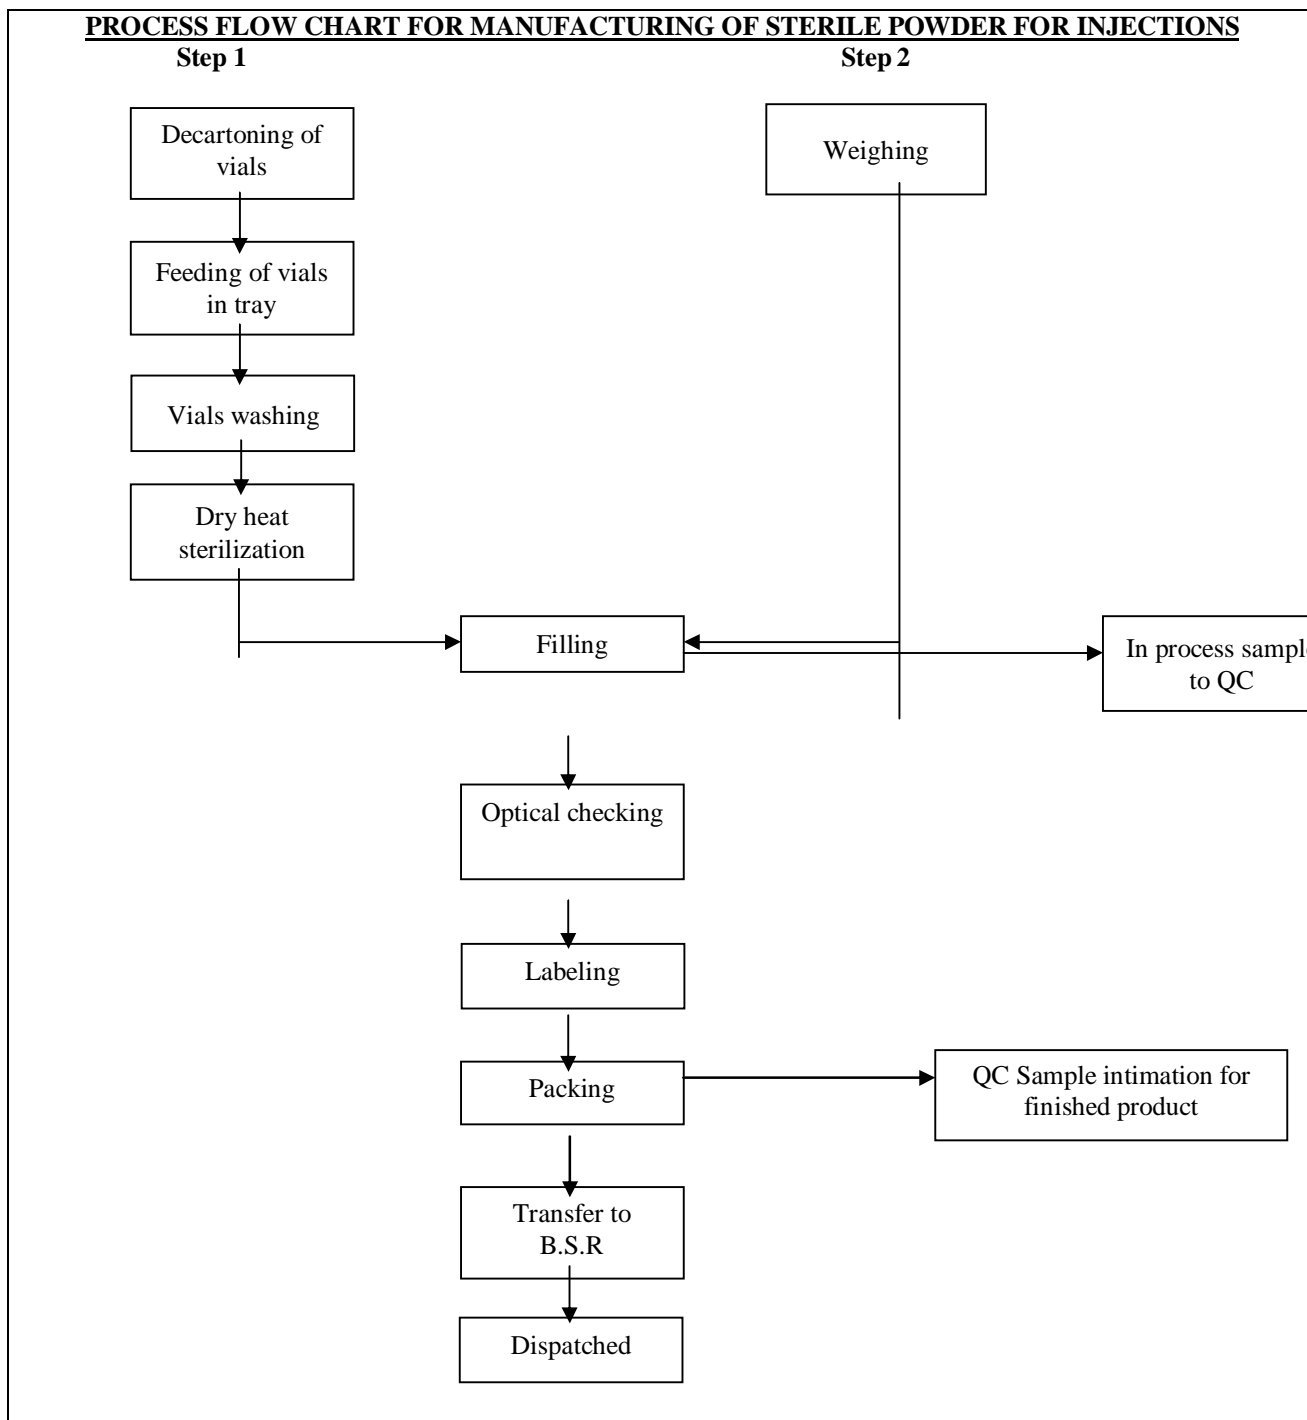 PROCESS FLOW CHART FOR MANUFACTURING OF STERILE POWDER FOR INJECTIONS
Step 1
Step 2
Decartoning of
vials
Weighing
Feeding of vials
in tray
Vials washing
Dry heat
sterilization
Filling
In process sample
to QC
Optical checking
Labeling
Packing
QC Sample intimation for
finished product
Transfer to
B.S.R
Dispatched